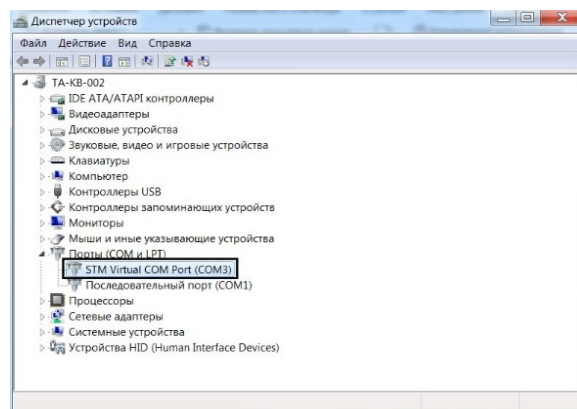 Диспетчер устройств
Файл Действие Вид Справка
TA-KB-002
IDE ATA/ATAPI контроллеры
Видеоадаптеры
Дисковые устройства
Звуковые, видео и игровые устройства
Клавиатуры
Компьютер
Контроллеры USB
Контроллеры запоминающих устройств
Мониторы
Мыши и иные указывающие устройства
Порты (COM и LPT)
STM Virtual COM Port (COM3)
Последовательный порт (COM1)
Процессоры
Сетевые адаптеры
Системные устройства
Устройства HID (Human Interface Devices)